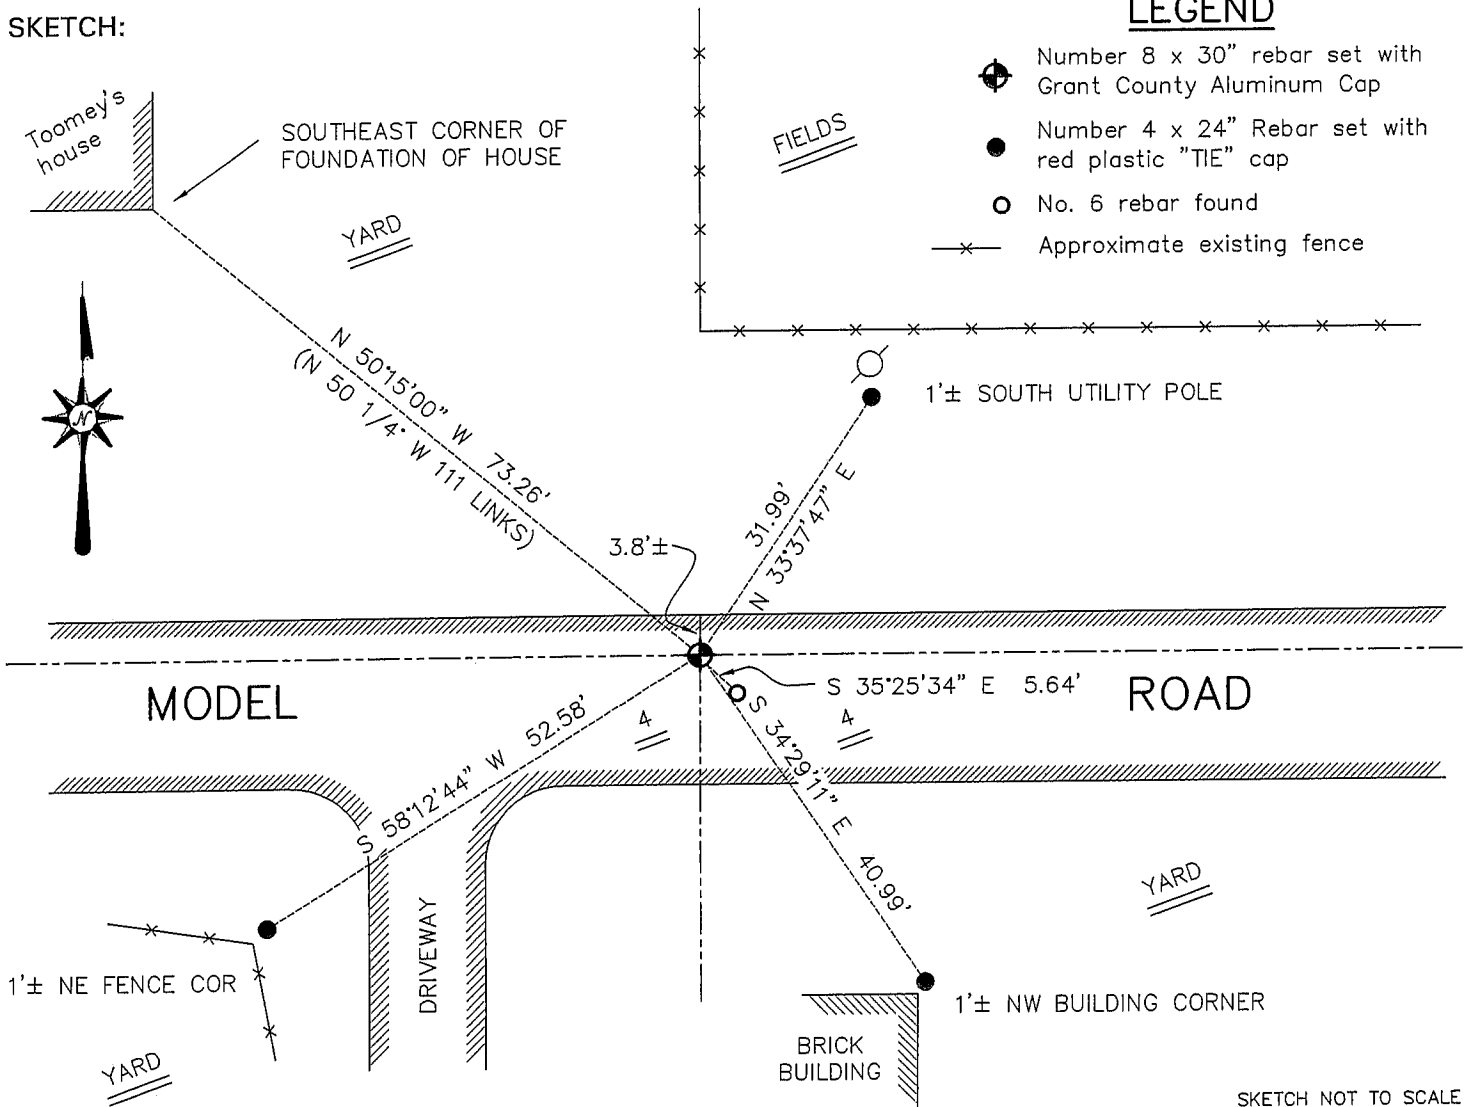 SKETCH:
LEGEND
Number 8 x 30" rebar set with
Grant County Aluminum Cap
Number 4 x 24" Rebar set with
red plastic "TIE" cap
No. 6 rebar found
Approximate existing fence
Toomey's
house
SOUTHEAST CORNER OF
FOUNDATION OF HOUSE
FIELDS
YARD
N
N 50°15'00" W 73.26'
(N 50 1/4° W 111 LINKS)
1'± SOUTH UTILITY POLE
31.99'
N 33°37'47" E
3.8'±
MODEL ROAD
S 35°25'34" E 5.64'
4
4
S 58°12'44" W 52.58'
S 34°29'11" E 40.99'
YARD
DRIVEWAY
1'± NE FENCE COR
1'± NW BUILDING CORNER
BRICK
BUILDING
YARD
SKETCH NOT TO SCALE